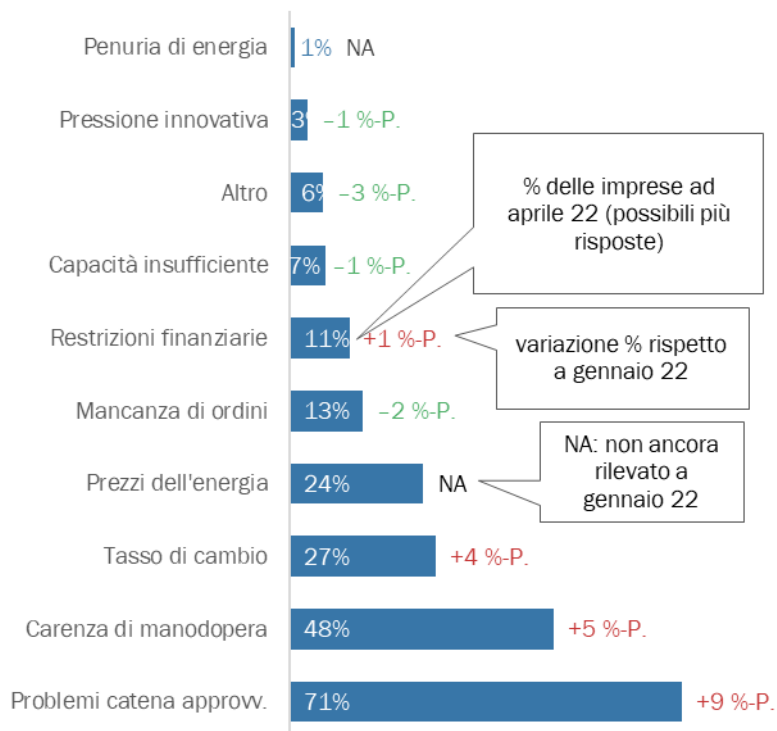 Penuria di energia 1% NA
Pressione innovativa 3% −1 %-P.
Altro 6% −3 %-P.
% delle imprese ad
aprile 22 (possibili più
risposte)
Capacità insufficiente 7% −1 %-P.
Restrizioni finanziarie 11% +1 %-P.
variazione % rispetto
a gennaio 22
Mancanza di ordini 13% −2 %-P.
Prezzi dell'energia 24% NA
NA: non ancora
rilevato a
gennaio 22
Tasso di cambio 27% +4 %-P.
Carenza di manodopera 48% +5 %-P.
Problemi catena approvv. 71% +9 %-P.